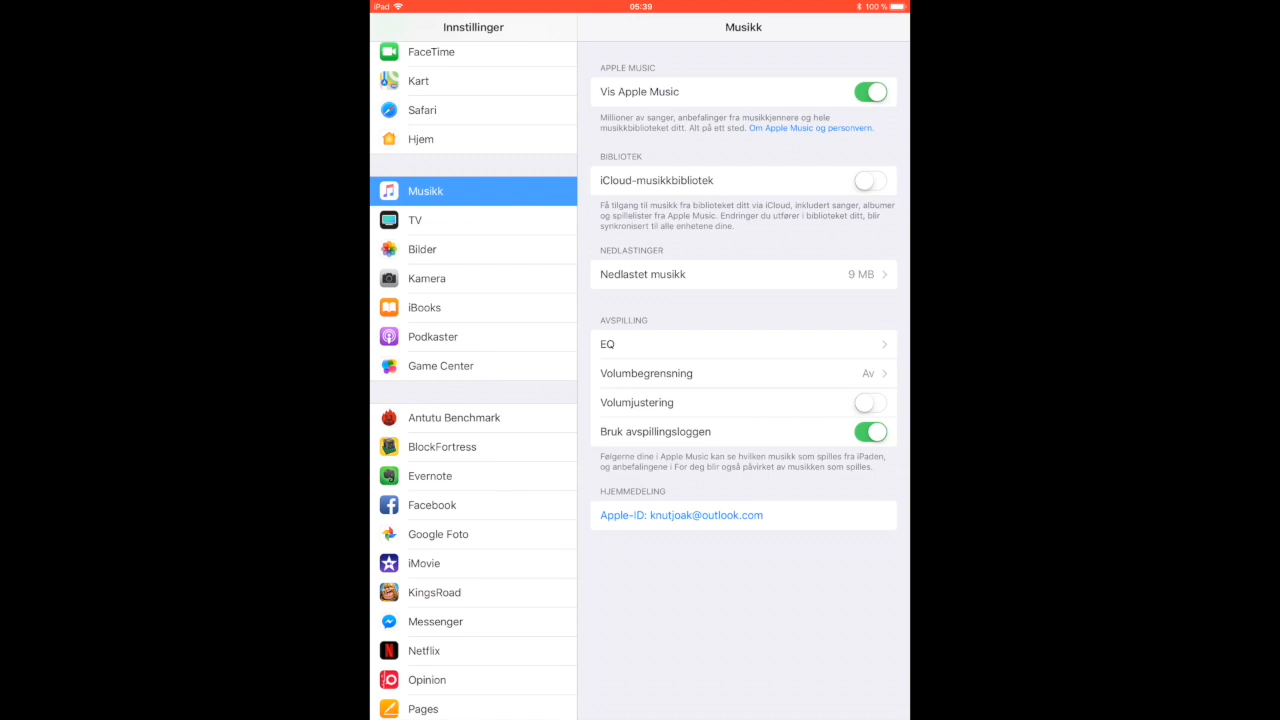 iPad
05:39
100 %
Innstillinger
Musikk
FaceTime
Kart
Safari
Hjem
Musikk
TV
Bilder
Kamera
iBooks
Podkaster
Game Center
Antutu Benchmark
BlockFortress
Evernote
Facebook
Google Foto
iMovie
KingsRoad
Messenger
Netflix
Opinion
Pages
APPLE MUSIC
Vis Apple Music
Millioner av sanger, anbefalinger fra musikkjennere og hele
musikkbiblioteket ditt. Alt på ett sted. Om Apple Music og personvern.
BIBLIOTEK
iCloud-musikkbibliotek
Få tilgang til musikk fra biblioteket ditt via iCloud, inkludert sanger, albumer
og spillelister fra Apple Music. Endringer du utfører i biblioteket ditt, blir
synkronisert til alle enhetene dine.
NEDLASTINGER
Nedlastet musikk 9 MB
AVSPILLING
EQ
Volumbegrensning Av
Volumjustering
Bruk avspillingsloggen
Følgerne dine i Apple Music kan se hvilken musikk som spilles fra iPaden,
og anbefalingene i For deg blir også påvirket av musikken som spilles.
HJEMMEDELING
Apple-ID: knutjoak@outlook.com